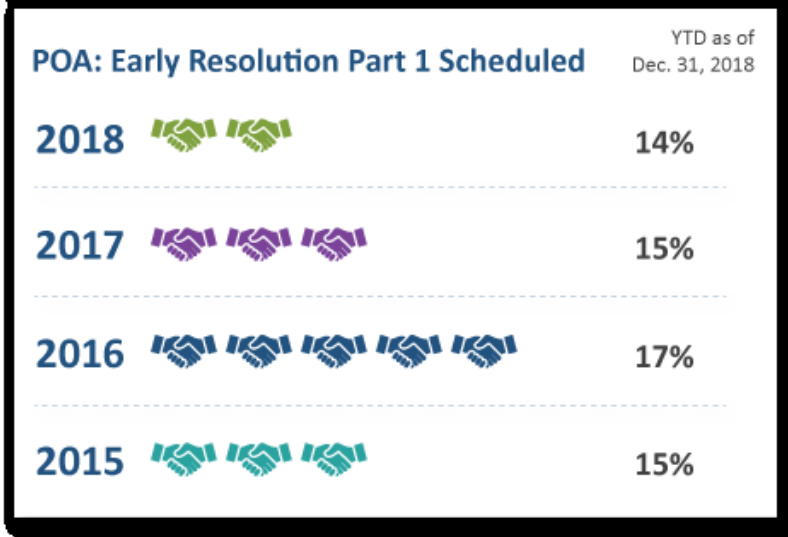 POA: Early Resolution Part 1 Scheduled
YTD as of
Dec. 31, 2018
2018 14%
2017 15%
2016 17%
2015 15%